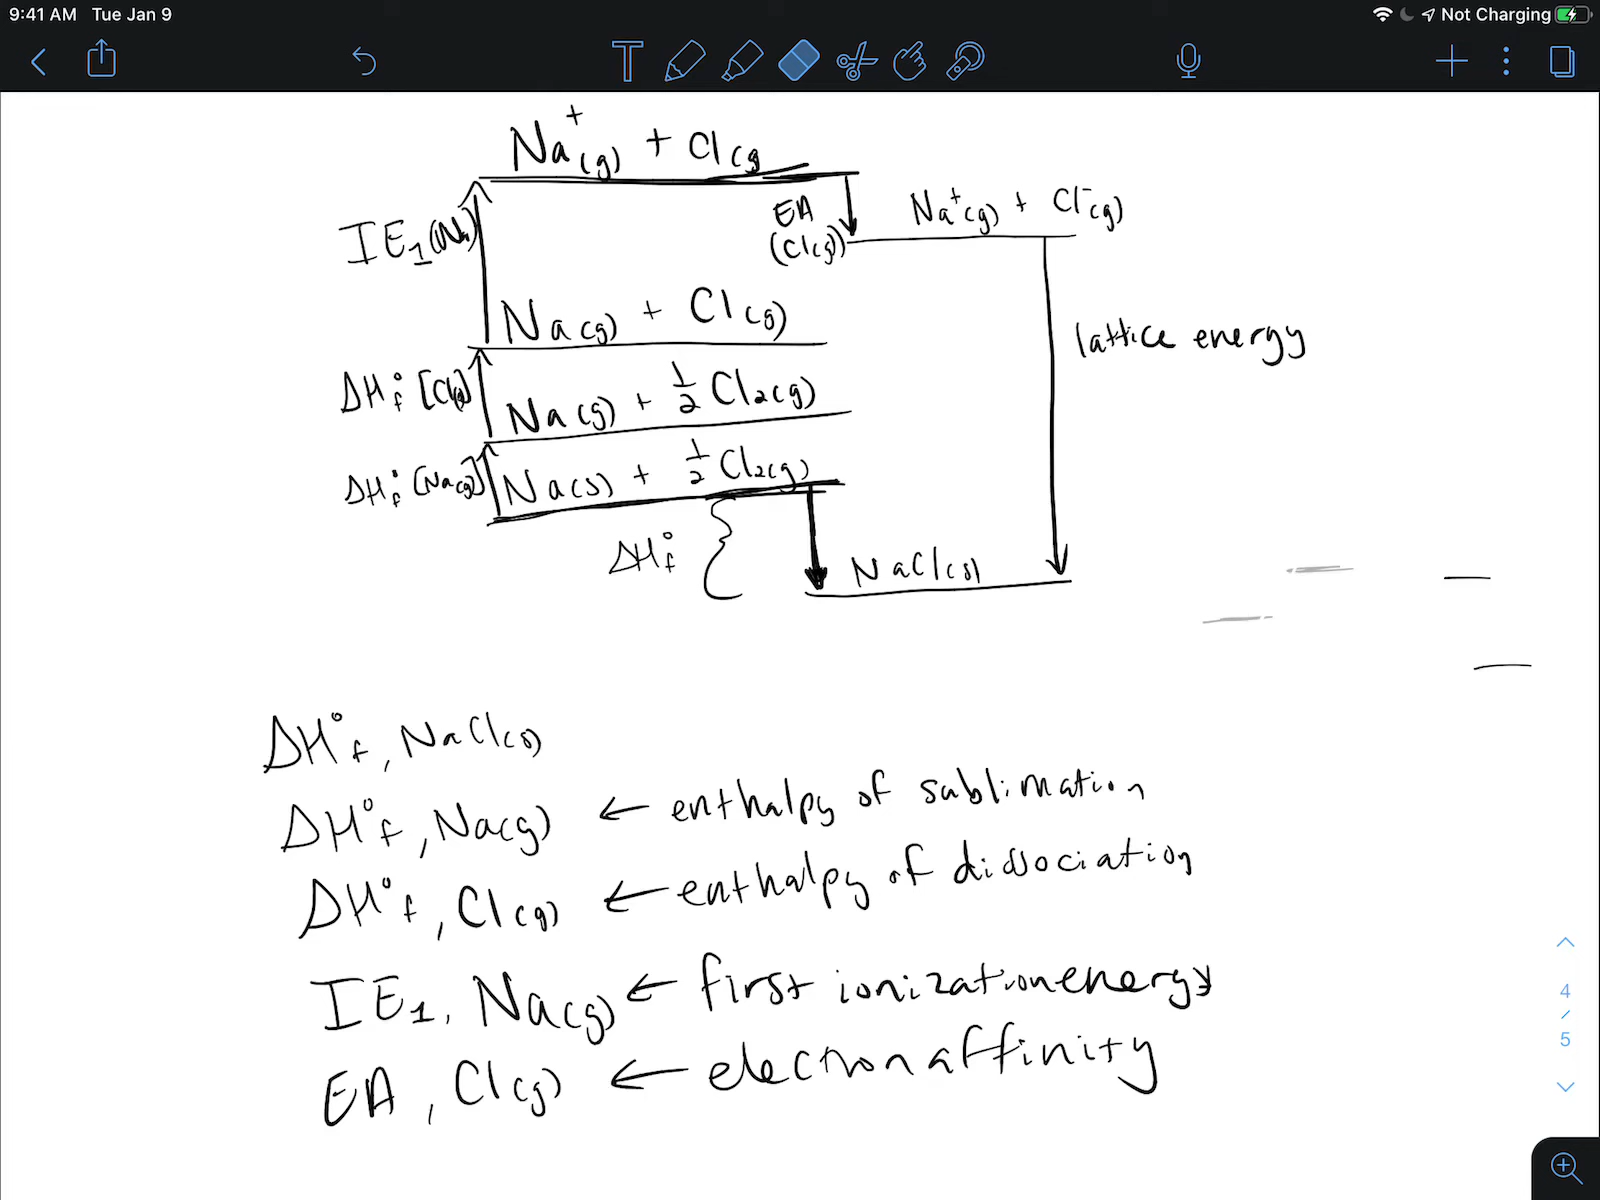 9:41 AM Tue Jan 9
Not Charging
T
Na⁺(g) + Cl(g
IE₁(Na)
EA
(Cl(g))
Na⁺(g) + Cl⁻(g)
Na(g) + Cl(g)
lattice energy
ΔH°f [Cl(g)]
Na(g) + 1/2 Cl₂(g)
ΔH°f [Na(g)]
Na(s) + 1/2 Cl₂(g)
ΔH°f
NaCl(s)
ΔH°f, NaCl(s)
ΔH°f, Na(g) ← enthalpy of sublimation
ΔH°f, Cl(g) ← enthalpy of dissociation
IE₁, Na(g) ← first ionization energy
EA, Cl(g) ← electron affinity
4
/
5